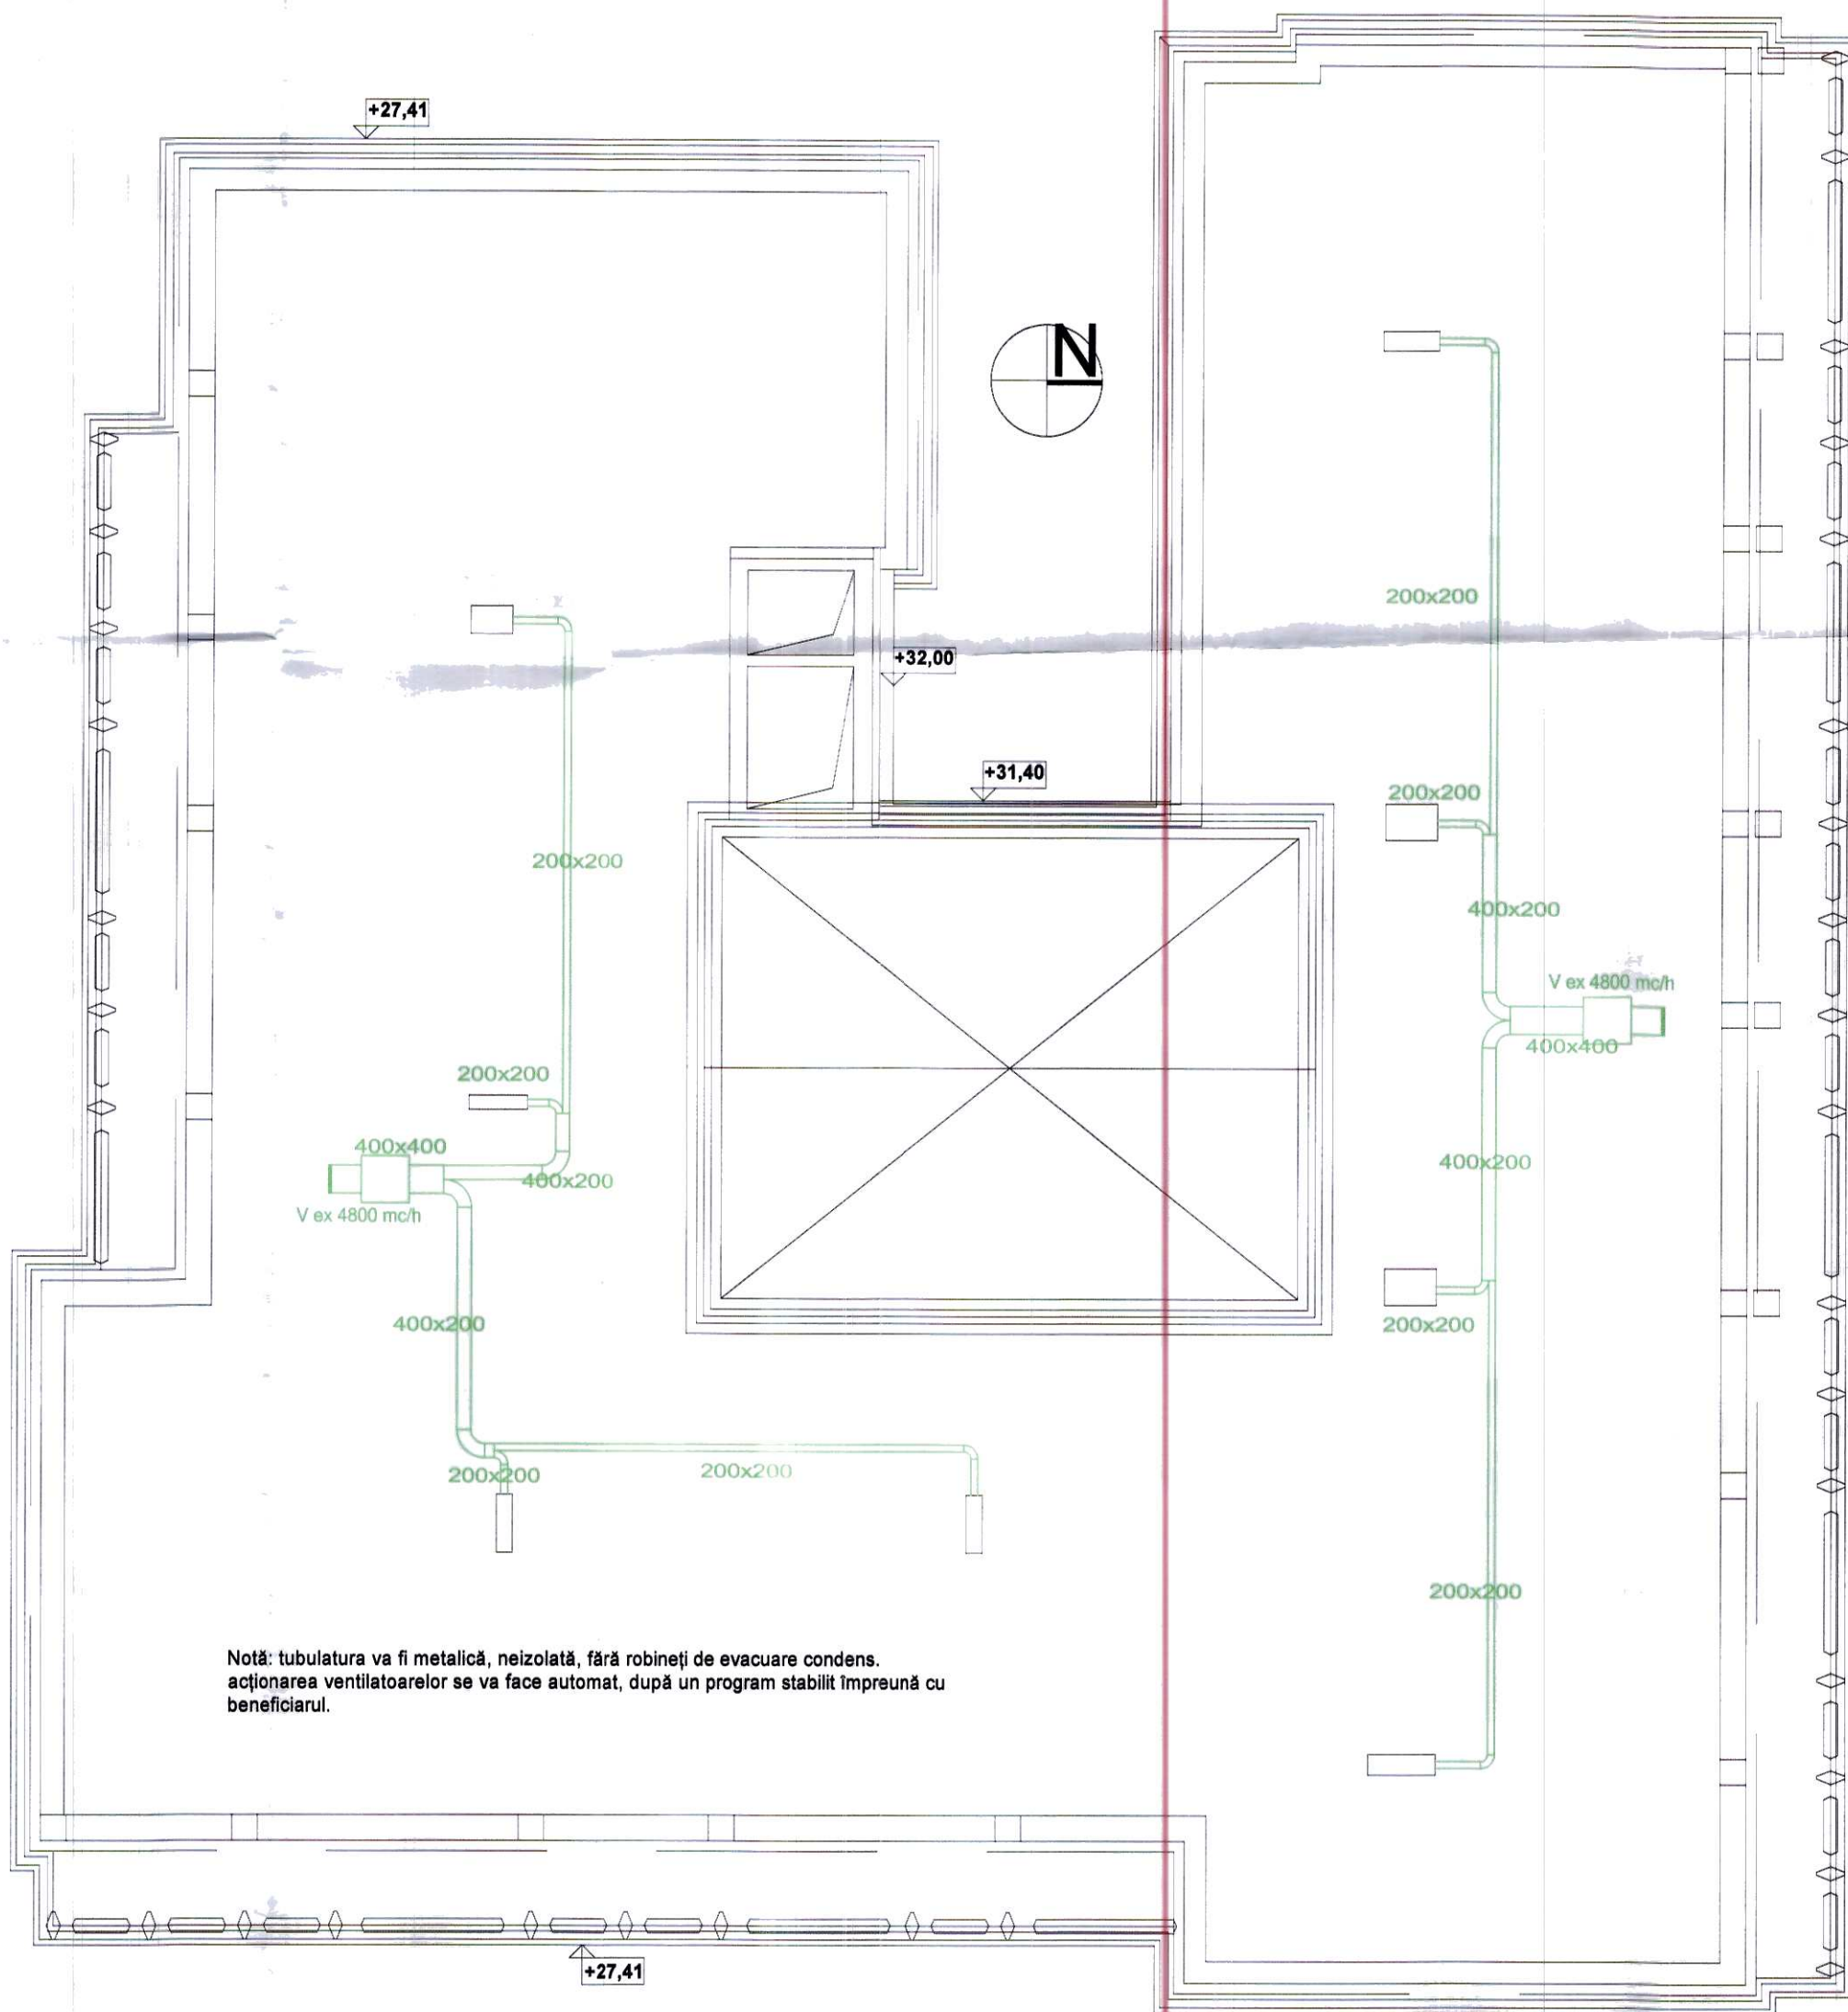 +27,41
N
200x200
+32,00
+31,40
200x200
200x200
400x200
V ex 4800 mc/h
400x400
200x200
400x400
400x200
V ex 4800 mc/h
400x200
400x200
200x200
200x200
200x200
200x200
Notă: tubulatura va fi metalică, neizolată, fără robineți de evacuare condens.
acționarea ventilatoarelor se va face automat, după un program stabilit împreună cu
beneficiarul.
+27,41